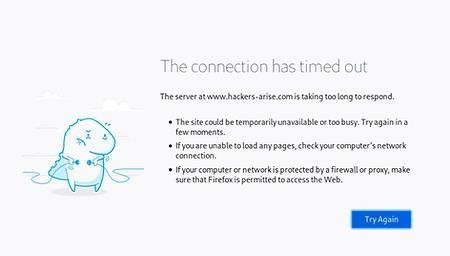 The connection has timed out
The server at www.hackers-arise.com is taking too long to respond.
• The site could be temporarily unavailable or too busy. Try again in a
few moments.
• If you are unable to load any pages, check your computer's network
connection.
• If your computer or network is protected by a firewall or proxy, make
sure that Firefox is permitted to access the Web.
Try Again